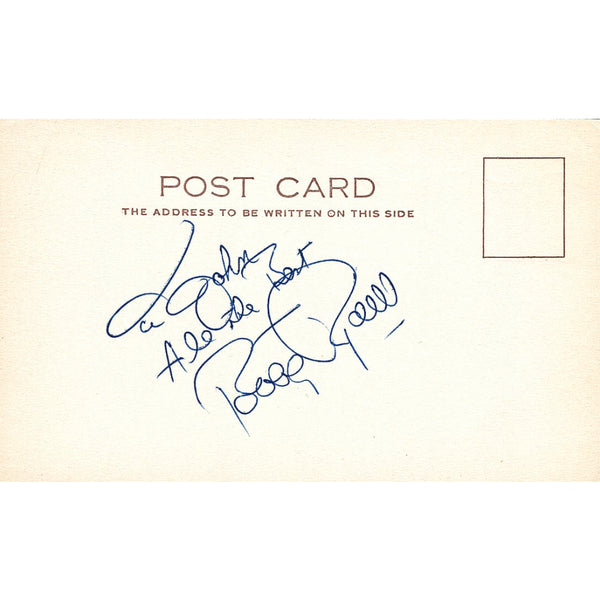 POST CARD
THE ADDRESS TO BE WRITTEN ON THIS SIDE
To John
All the Best
Bobby